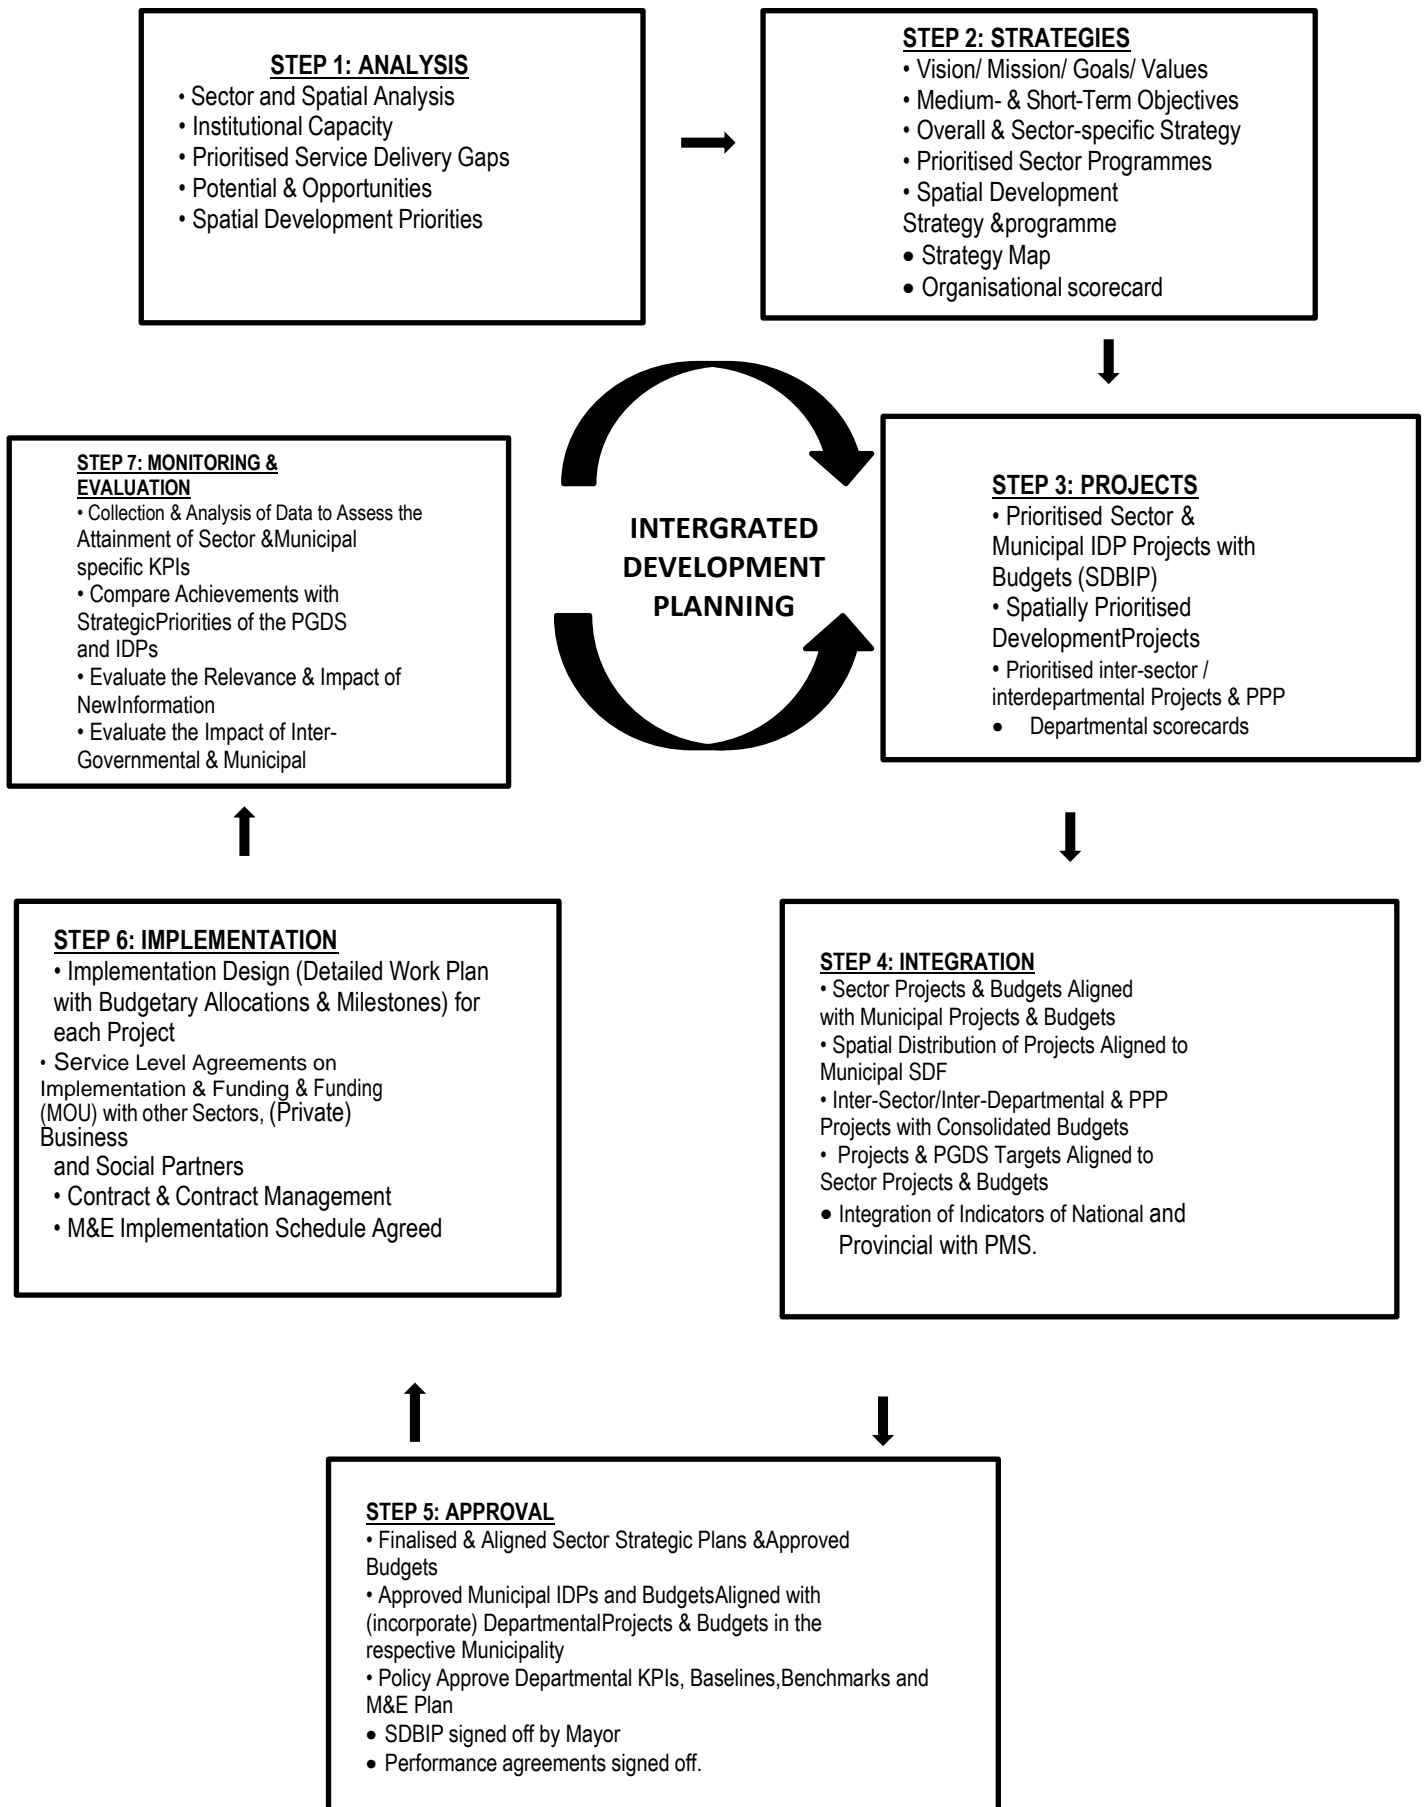 STEP 1: ANALYSIS
• Sector and Spatial Analysis
• Institutional Capacity
• Prioritised Service Delivery Gaps
• Potential & Opportunities
• Spatial Development Priorities
STEP 2: STRATEGIES
• Vision/ Mission/ Goals/ Values
• Medium- & Short-Term Objectives
• Overall & Sector-specific Strategy
• Prioritised Sector Programmes
• Spatial Development
Strategy &programme
• Strategy Map
• Organisational scorecard
STEP 3: PROJECTS
• Prioritised Sector &
Municipal IDP Projects with
Budgets (SDBIP)
• Spatially Prioritised
DevelopmentProjects
• Prioritised inter-sector /
interdepartmental Projects & PPP
• Departmental scorecards
INTERGRATED
DEVELOPMENT
PLANNING
STEP 7: MONITORING &
EVALUATION
• Collection & Analysis of Data to Assess the
Attainment of Sector &Municipal
specific KPIs
• Compare Achievements with
StrategicPriorities of the PGDS
and IDPs
• Evaluate the Relevance & Impact of
NewInformation
• Evaluate the Impact of Inter-
Governmental & Municipal
STEP 6: IMPLEMENTATION
• Implementation Design (Detailed Work Plan
with Budgetary Allocations & Milestones) for
each Project
• Service Level Agreements on
Implementation & Funding & Funding
(MOU) with other Sectors, (Private)
Business
and Social Partners
• Contract & Contract Management
• M&E Implementation Schedule Agreed
STEP 4: INTEGRATION
• Sector Projects & Budgets Aligned
with Municipal Projects & Budgets
• Spatial Distribution of Projects Aligned to
Municipal SDF
• Inter-Sector/Inter-Departmental & PPP
Projects with Consolidated Budgets
• Projects & PGDS Targets Aligned to
Sector Projects & Budgets
• Integration of Indicators of National and
Provincial with PMS.
STEP 5: APPROVAL
• Finalised & Aligned Sector Strategic Plans &Approved
Budgets
• Approved Municipal IDPs and BudgetsAligned with
(incorporate) DepartmentalProjects & Budgets in the
respective Municipality
• Policy Approve Departmental KPIs, Baselines,Benchmarks and
M&E Plan
• SDBIP signed off by Mayor
• Performance agreements signed off.